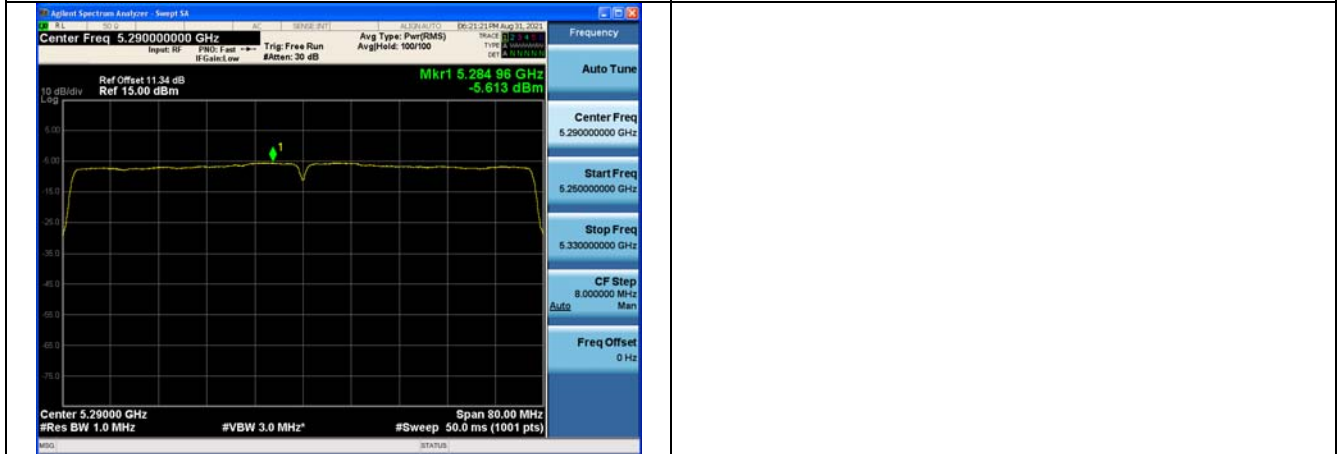 Agilent Spectrum Analyzer - Swept SA
RL 50 Ω AC SENSE:INT ALIGN AUTO 06:21:21 PM Aug 31, 2021
Center Freq 5.290000000 GHz
Input: RF PNO: Fast Trig: Free Run Avg Type: Pwr(RMS) TRACE 1 2 3 4 5 6
IFGain:Low #Atten: 30 dB Avg|Hold: 100/100 TYPE
DET A N N N N N
Frequency
Auto Tune
Ref Offset 11.34 dB
10 dB/div Ref 15.00 dBm
Log
Mkr1 5.284 96 GHz
-5.613 dBm
5.00
-5.00
-15.0
-25.0
-35.0
-45.0
-55.0
-65.0
-75.0
1
Center Freq
5.290000000 GHz
Start Freq
5.250000000 GHz
Stop Freq
5.330000000 GHz
CF Step
8.000000 MHz
Auto Man
Freq Offset
0 Hz
Center 5.29000 GHz Span 80.00 MHz
#Res BW 1.0 MHz #VBW 3.0 MHz* #Sweep 50.0 ms (1001 pts)
MSG STATUS